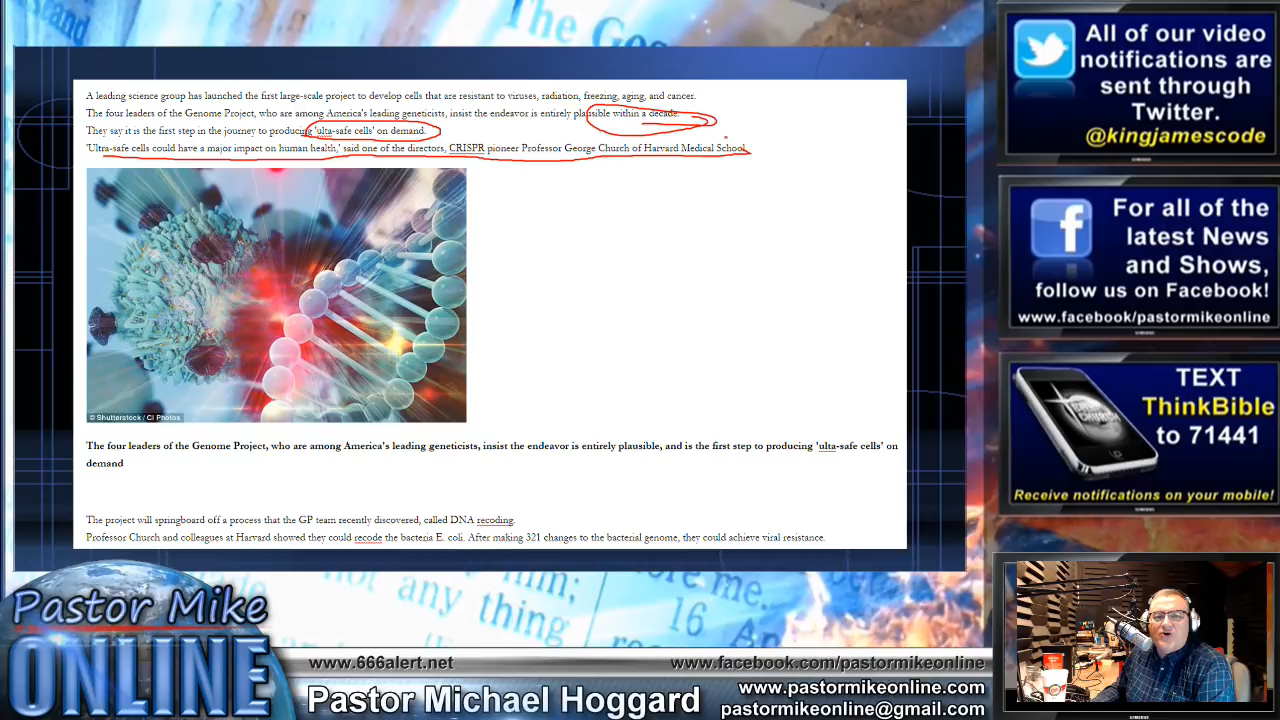 A leading science group has launched the first large-scale project to develop cells that are resistant to viruses, radiation, freezing, aging, and cancer.
The four leaders of the Genome Project, who are among America's leading geneticists, insist the endeavor is entirely plausible within a decade.
They say it is the first step in the journey to producing 'ulta-safe cells' on demand.
'Ultra-safe cells could have a major impact on human health,' said one of the directors, CRISPR pioneer Professor George Church of Harvard Medical School.
© Shutterstock / CI Photos
The four leaders of the Genome Project, who are among America's leading geneticists, insist the endeavor is entirely plausible, and is the first step to producing 'ulta-safe cells' on
demand
The project will springboard off a process that the GP team recently discovered, called DNA recoding.
Professor Church and colleagues at Harvard showed they could recode the bacteria E. coli. After making 321 changes to the bacterial genome, they could achieve viral resistance.
All of our video
notifications are
sent through
Twitter.
@kingjamescode
For all of the
latest News
and Shows,
follow us on Facebook!
www.facebook/pastormikeonline
TEXT
ThinkBible
to 71441
Receive notifications on your mobile!
The Gos
not any thing
him;
me.
16
Pastor Mike
ONLINE
www.666alert.net
www.facebook.com/pastormikeonline
Pastor Michael Hoggard
www.pastormikeonline.com
pastormikeonline@gmail.com